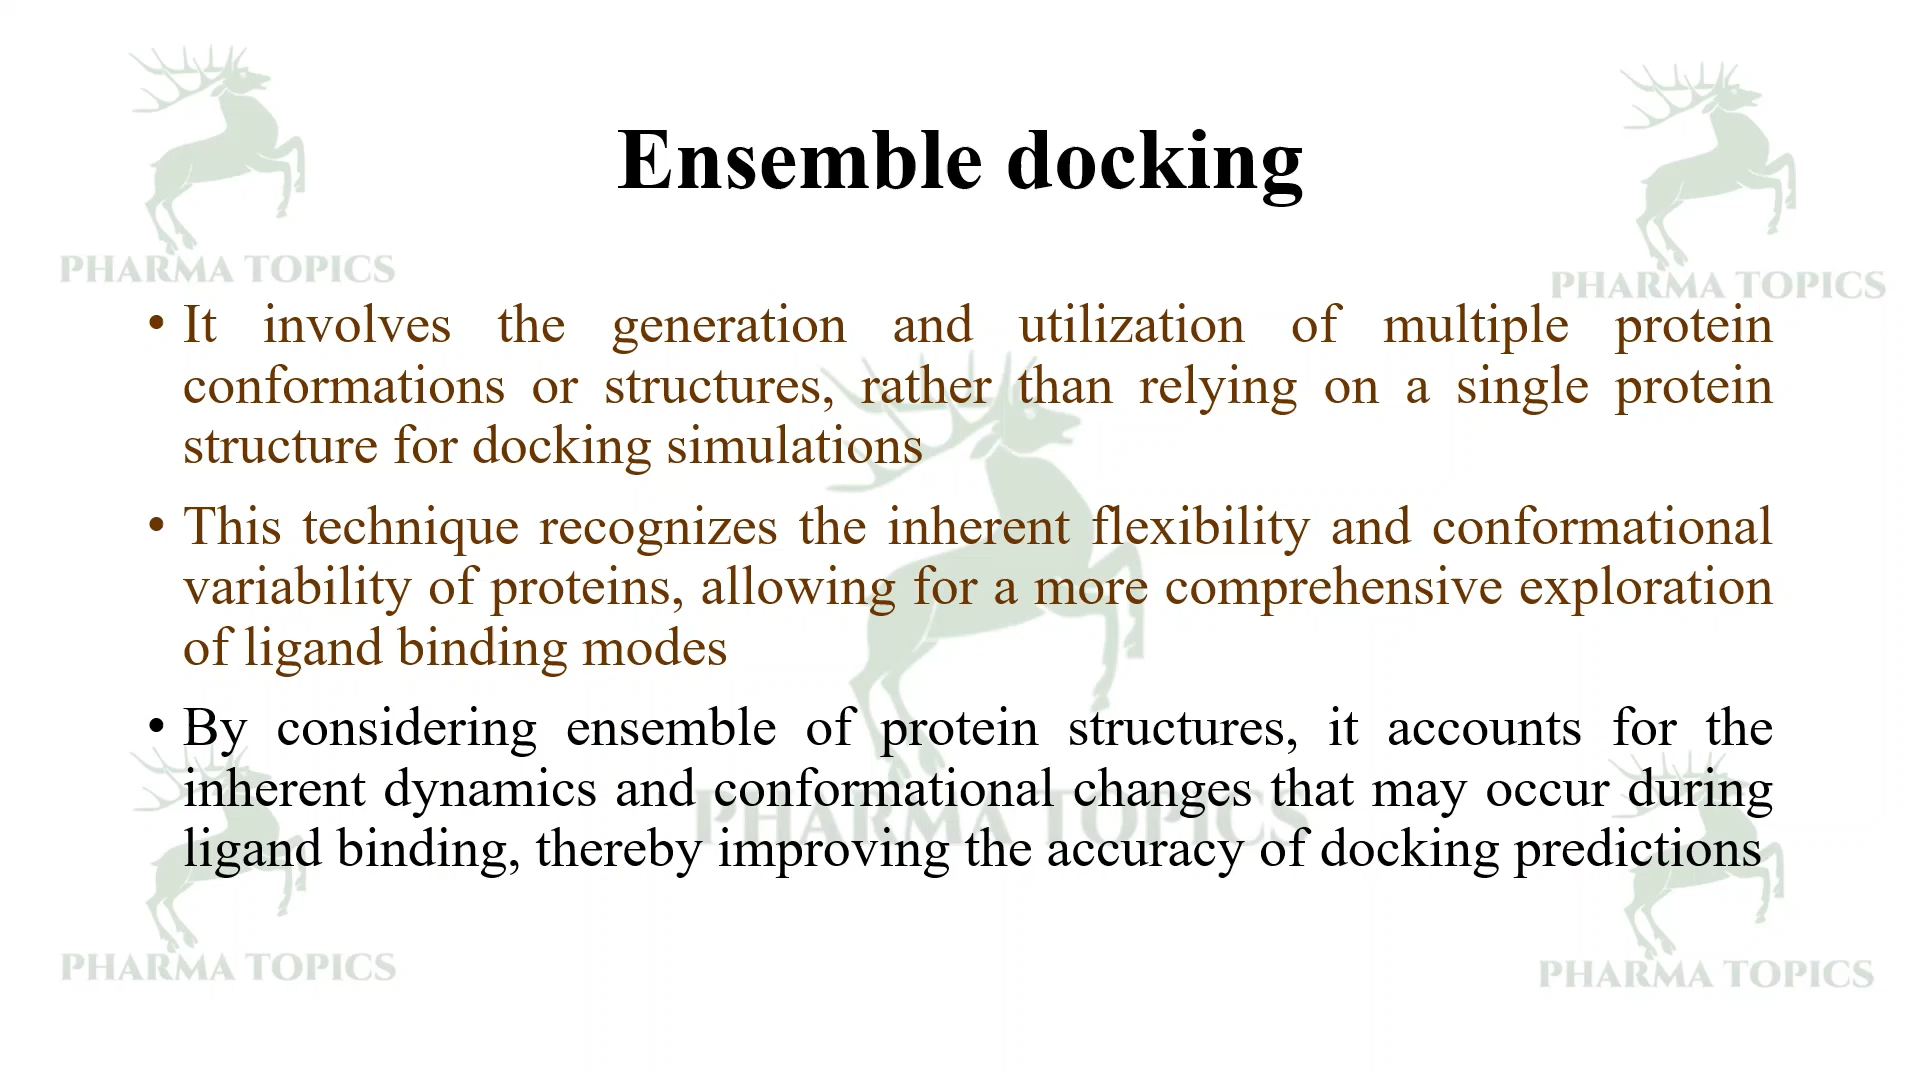 Ensemble docking
PHARMA TOPICS
PHARMA TOPICS
• It involves the generation and utilization of multiple protein
conformations or structures, rather than relying on a single protein
structure for docking simulations
• This technique recognizes the inherent flexibility and conformational
variability of proteins, allowing for a more comprehensive exploration
of ligand binding modes
• By considering ensemble of protein structures, it accounts for the
inherent dynamics and conformational changes that may occur during
PHARMA TOPICS
ligand binding, thereby improving the accuracy of docking predictions
PHARMA TOPICS
PHARMA TOPICS